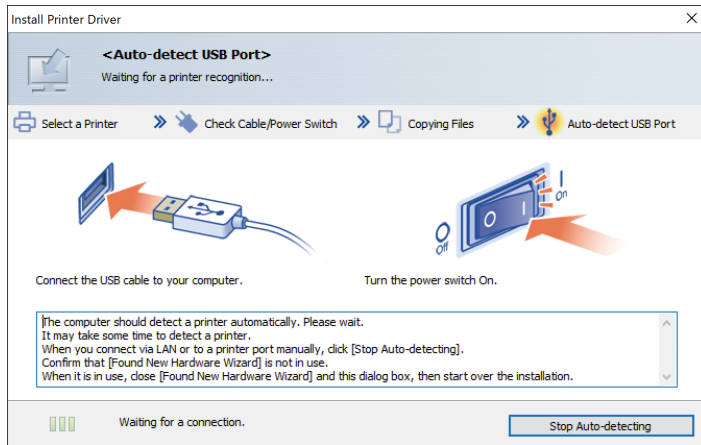 Install Printer Driver
<Auto-detect USB Port>
Waiting for a printer recognition...
Select a Printer
Check Cable/Power Switch
Copying Files
Auto-detect USB Port
I
On
O I
O
Off
Connect the USB cable to your computer.
Turn the power switch On.
The computer should detect a printer automatically. Please wait.
It may take some time to detect a printer.
When you connect via LAN or to a printer port manually, click [Stop Auto-detecting].
Confirm that [Found New Hardware Wizard] is not in use.
When it is in use, close [Found New Hardware Wizard] and this dialog box, then start over the installation.
Waiting for a connection.
Stop Auto-detecting